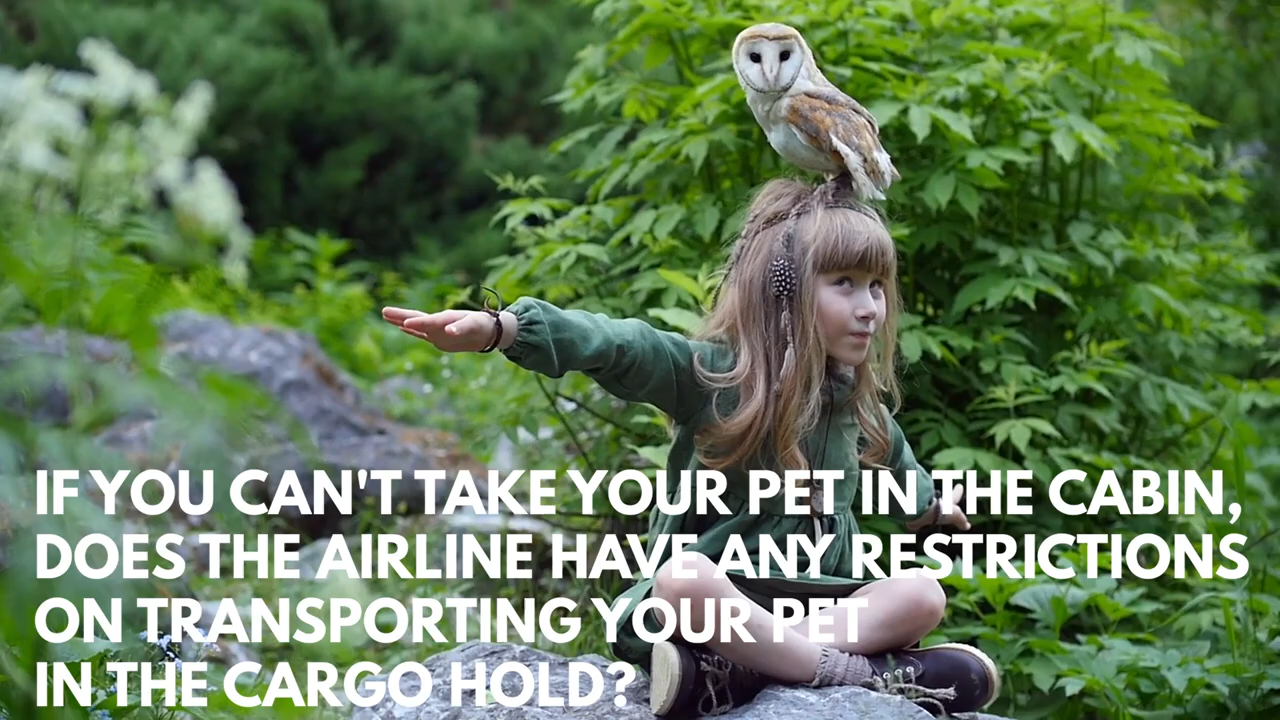 IF YOU CAN'T TAKE YOUR PET IN THE CABIN,
DOES THE AIRLINE HAVE ANY RESTRICTIONS
ON TRANSPORTING YOUR PET
IN THE CARGO HOLD?